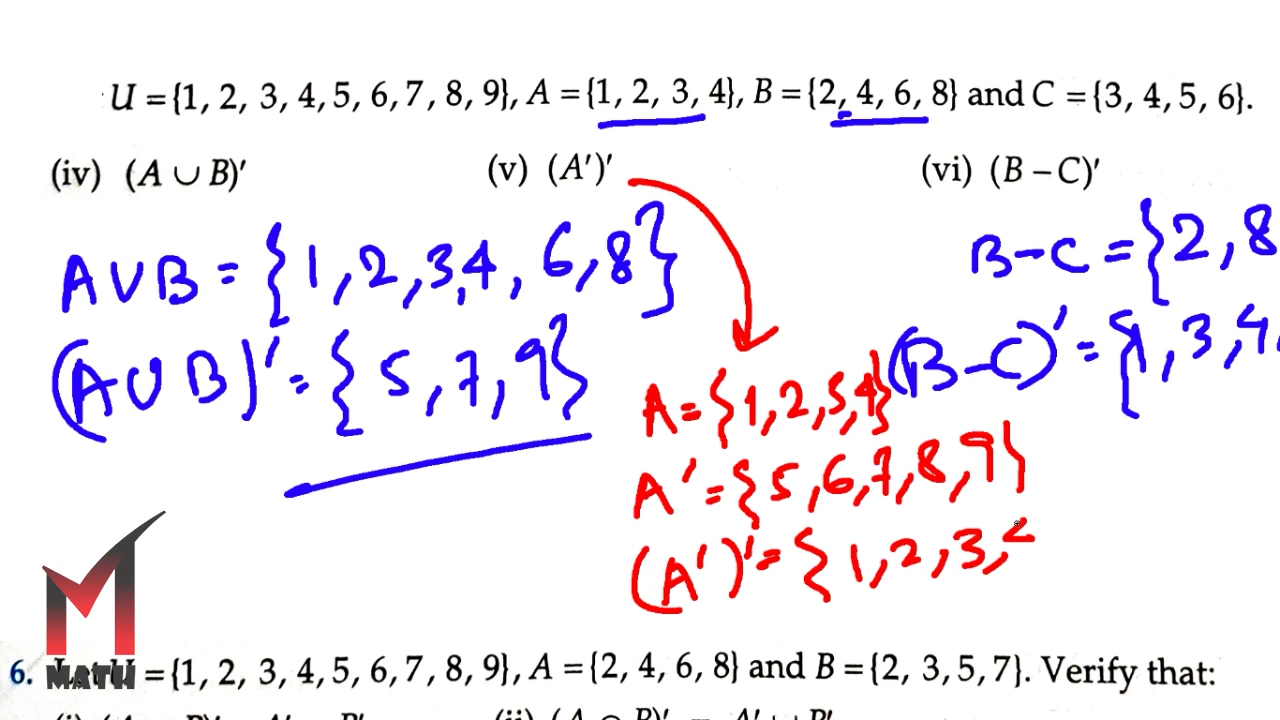 U = {1, 2, 3, 4, 5, 6, 7, 8, 9}, A = {1, 2, 3, 4}, B = {2, 4, 6, 8} and C = {3, 4, 5, 6}.
(iv) (A ∪ B)′ (v) (A′)′ (vi) (B – C)′
A∪B = {1, 2, 3, 4, 6, 8}
(A∪B)′ = {5, 7, 9}
B-C = {2, 8
(B-C)′ = {1, 3, 4,
A = {1, 2, 3, 4}
A′ = {5, 6, 7, 8, 9}
(A′)′ = {1, 2, 3,
MATH
6. Let U = {1, 2, 3, 4, 5, 6, 7, 8, 9}, A = {2, 4, 6, 8} and B = {2, 3, 5, 7}. Verify that:
(i) (ii)